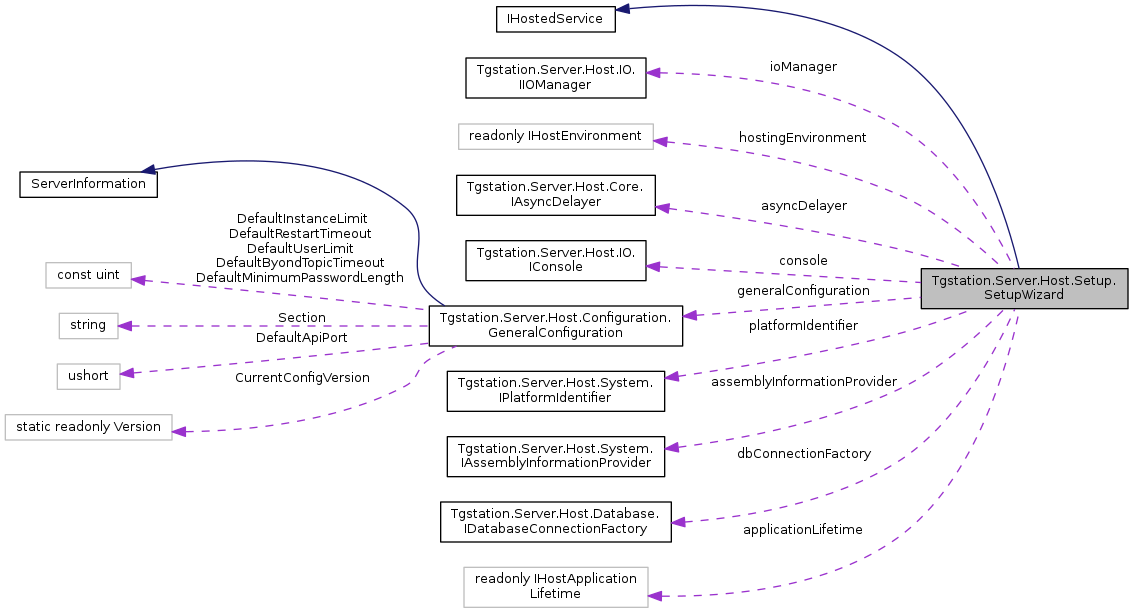 IHostedService
Tgstation.Server.Host.IO.
IIOManager
ioManager
readonly IHostEnvironment
hostingEnvironment
ServerInformation
Tgstation.Server.Host.Core.
IAsyncDelayer
asyncDelayer
DefaultInstanceLimit
DefaultRestartTimeout
DefaultUserLimit
DefaultByondTopicTimeout
DefaultMinimumPasswordLength
const uint
Tgstation.Server.Host.IO.
IConsole
console
Tgstation.Server.Host.Setup.
SetupWizard
generalConfiguration
string
Section
Tgstation.Server.Host.Configuration.
GeneralConfiguration
platformIdentifier
DefaultApiPort
ushort
CurrentConfigVersion
Tgstation.Server.Host.System.
IPlatformIdentifier
assemblyInformationProvider
static readonly Version
Tgstation.Server.Host.System.
IAssemblyInformationProvider
dbConnectionFactory
Tgstation.Server.Host.Database.
IDatabaseConnectionFactory
applicationLifetime
readonly IHostApplication
Lifetime